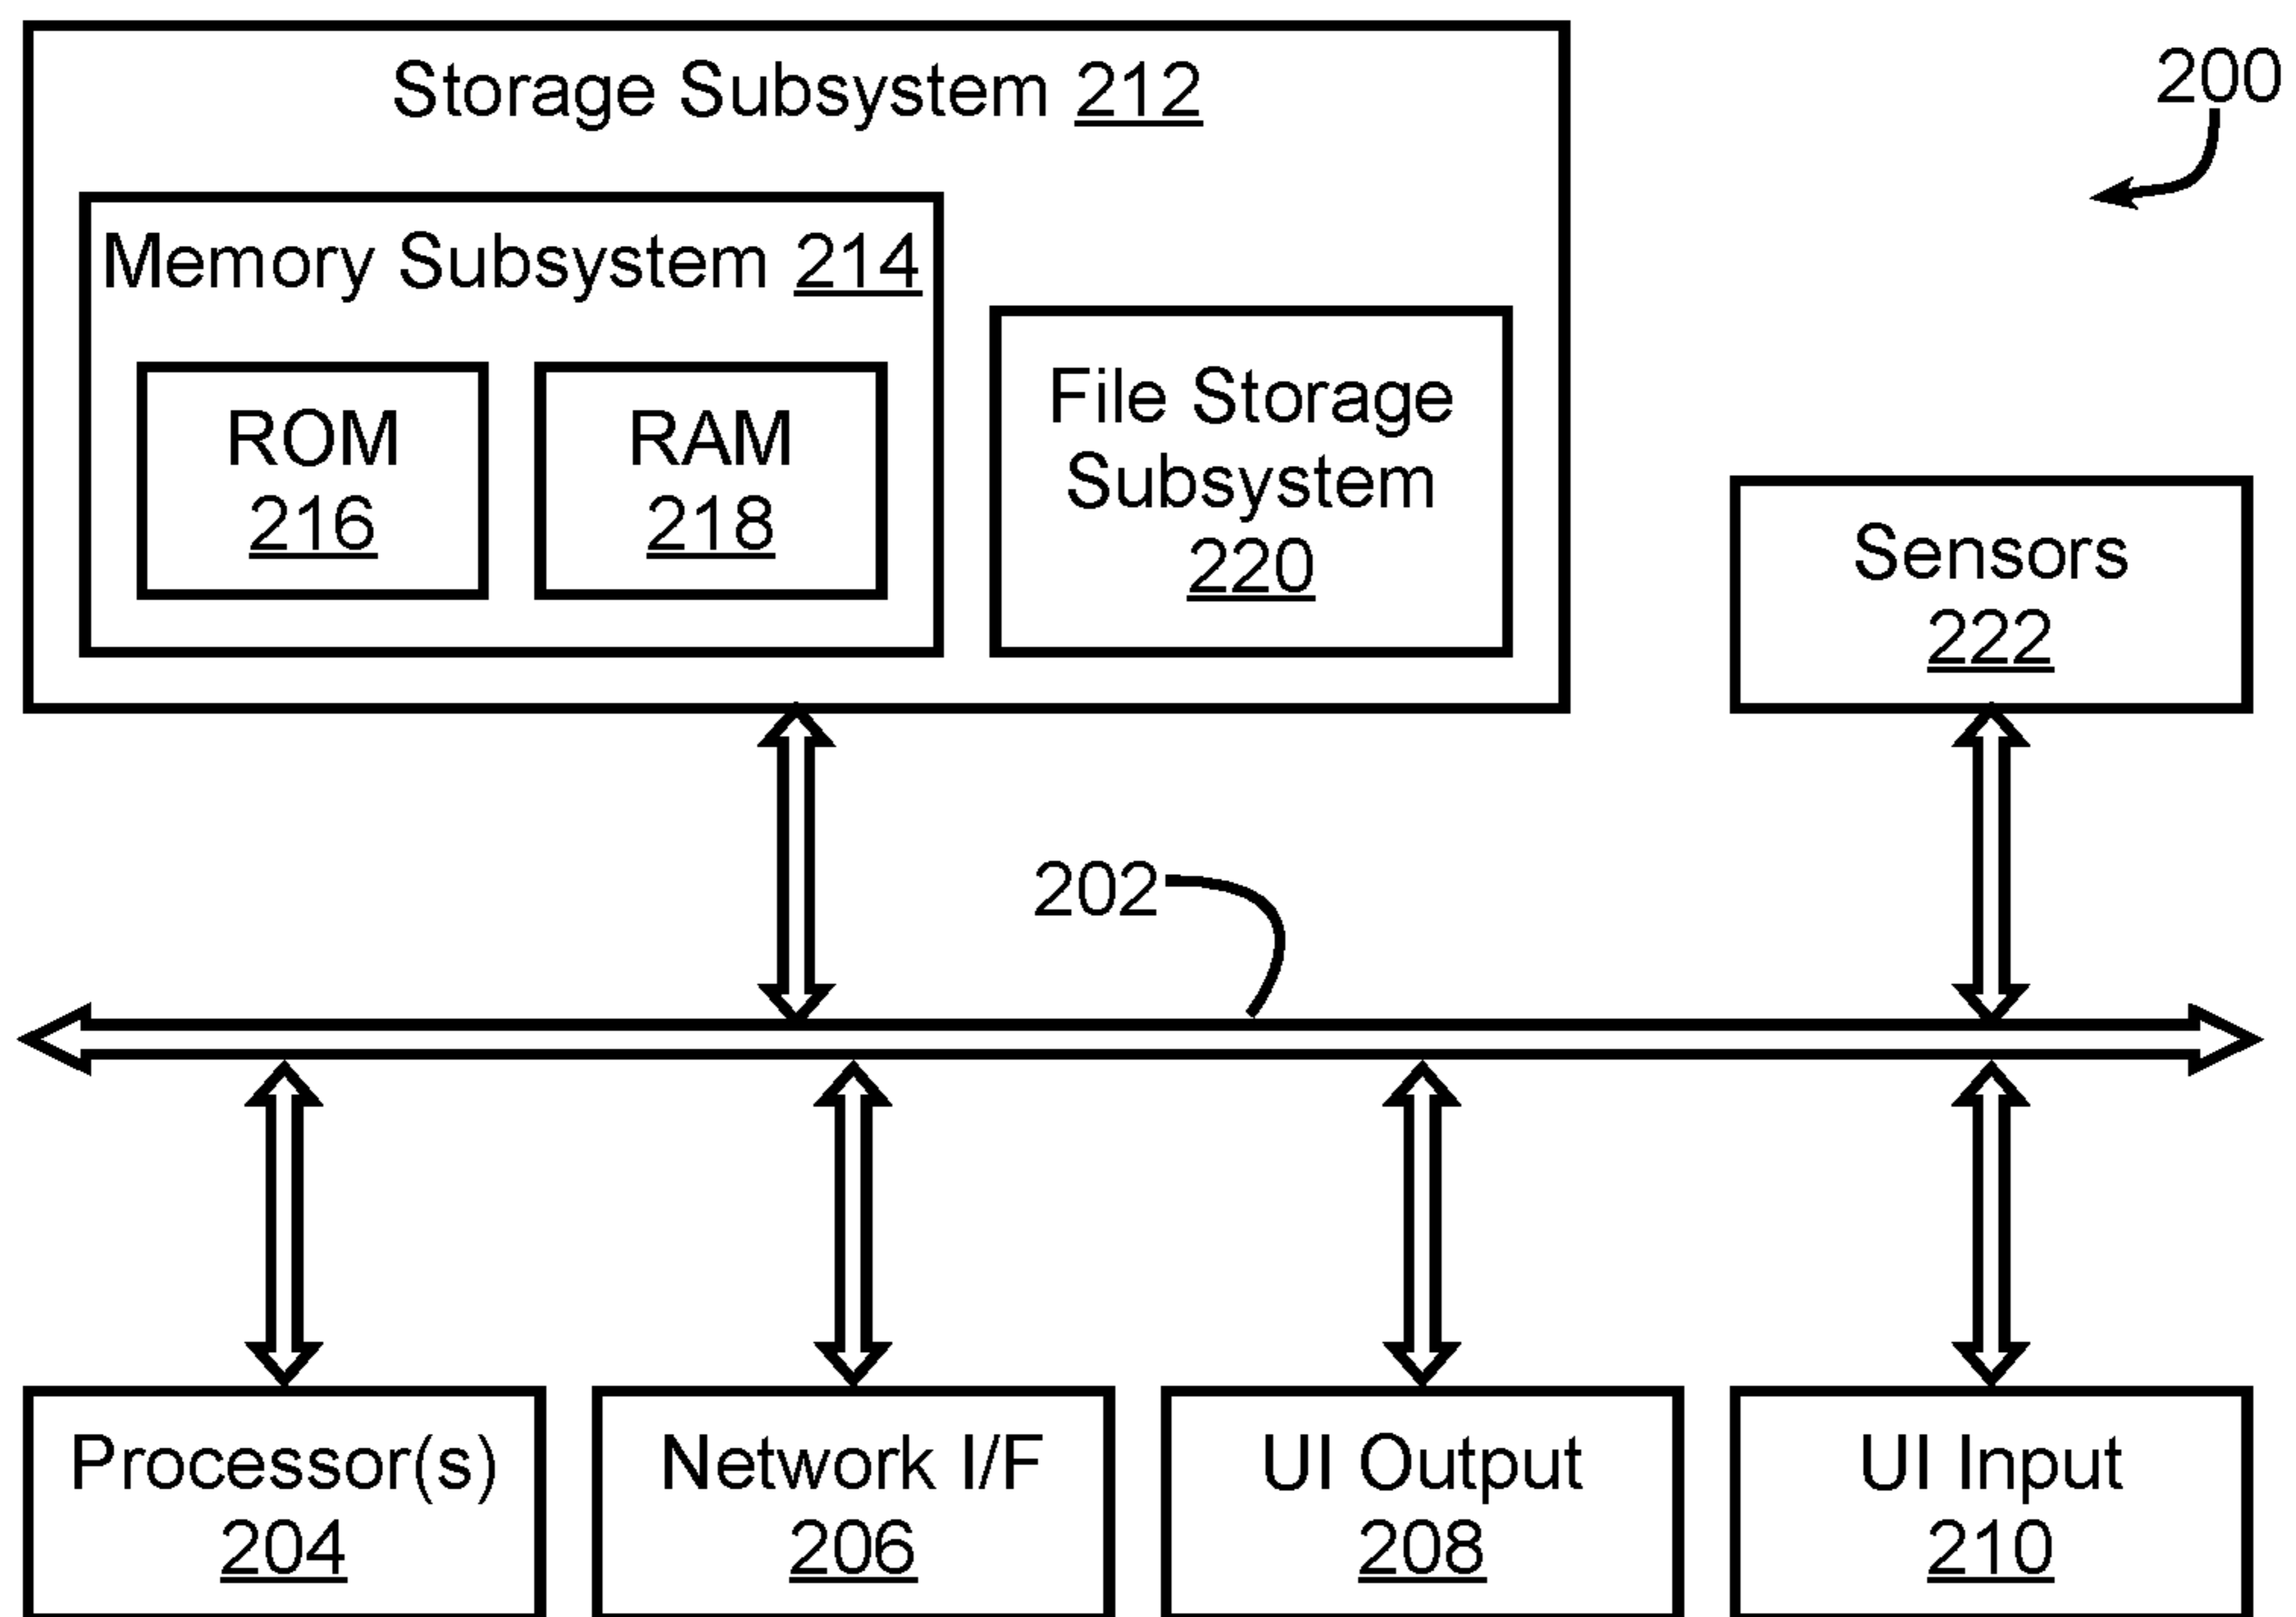 Storage Subsystem 212
200
Memory Subsystem 214
ROM
216
RAM
218
File Storage
Subsystem
220
Sensors
222
202
Processor(s)
204
Network I/F
206
UI Output
208
UI Input
210